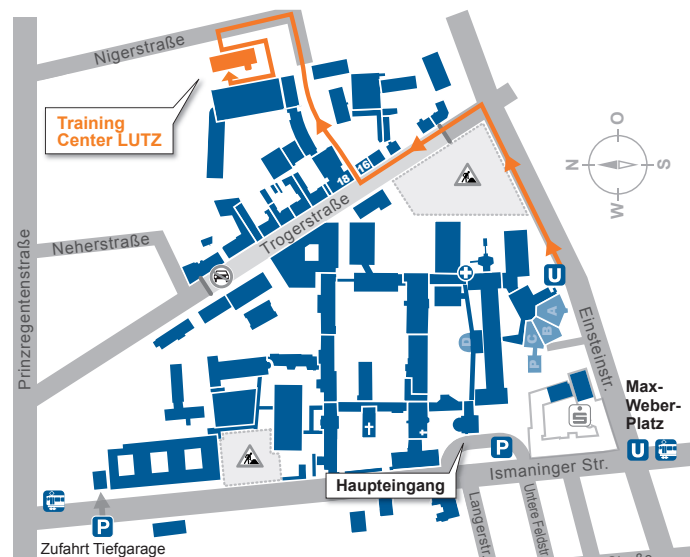 Nigerstraße
Training
Center LUTZ
O
N
S
W
18
16
Trogerstraße
Neherstraße
Prinzregentenstraße
U
A
B
C
D
P
Einsteinstr.
Max-
Weber-
Platz
S
U
P
Haupteingang
Ismaninger Str.
Langerstr.
Untere Feldstr.
P
Zufahrt Tiefgarage